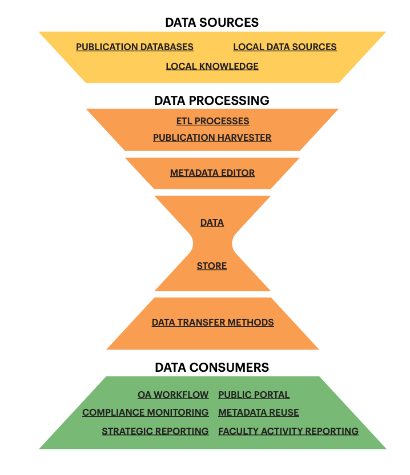 DATA SOURCES
PUBLICATION DATABASES LOCAL DATA SOURCES
LOCAL KNOWLEDGE
DATA PROCESSING
ETL PROCESSES
PUBLICATION HARVESTER
METADATA EDITOR
DATA
STORE
DATA TRANSFER METHODS
DATA CONSUMERS
OA WORKFLOW PUBLIC PORTAL
COMPLIANCE MONITORING METADATA REUSE
STRATEGIC REPORTING FACULTY ACTIVITY REPORTING